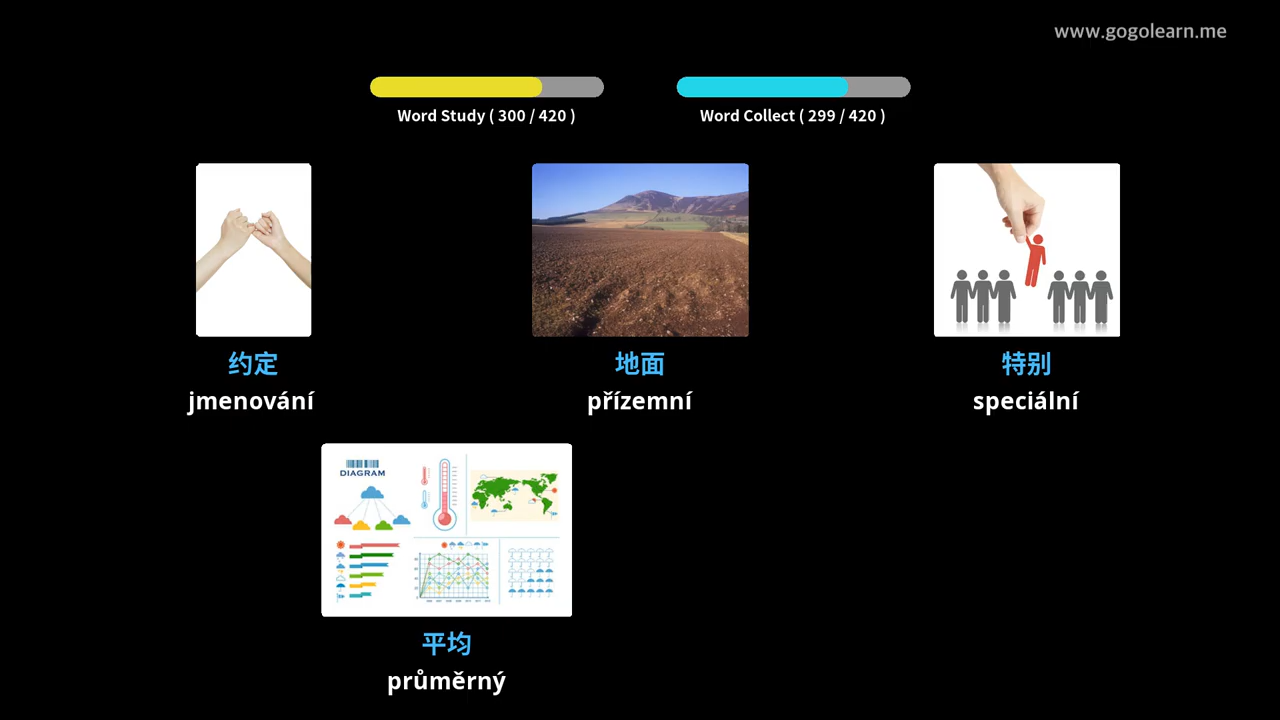 www.gogolearn.me
Word Study ( 300 / 420 )
Word Collect ( 299 / 420 )
约定
jmenování
地面
přízemní
特别
speciální
DIAGRAM
平均
průměrný